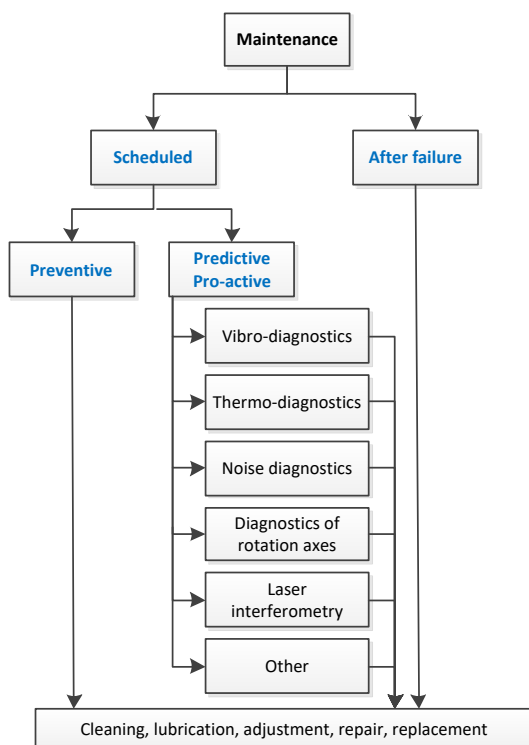 Maintenance
Scheduled
After failure
Preventive
Predictive
Pro-active
Vibro-diagnostics
Thermo-diagnostics
Noise diagnostics
Diagnostics of
rotation axes
Laser
interferometry
Other
Cleaning, lubrication, adjustment, repair, replacement